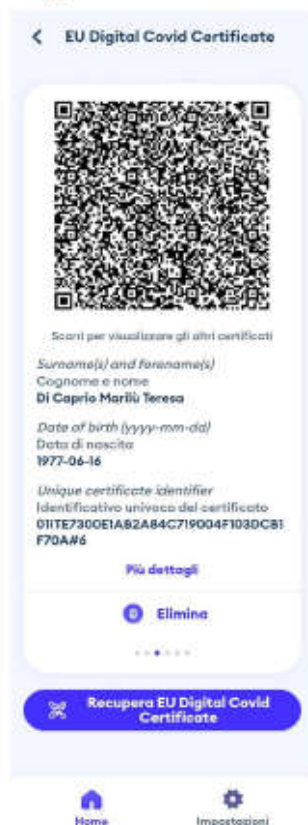 EU Digital Covid Certificate
Scorri per visualizzare gli altri certificati
Surname(s) and forename(s)
Cognome e nome
Di Caprio Marilù Teresa
Date of birth (yyyy-mm-dd)
Data di nascita
1977-06-16
Unique certificate identifier
Identificativo univoco del certificato
01ITE7300E1AB2A84C719004F103DCB1
F70A#6
Più dettagli
Elimina
Recupera EU Digital Covid
Certificate
Home
Impostazioni